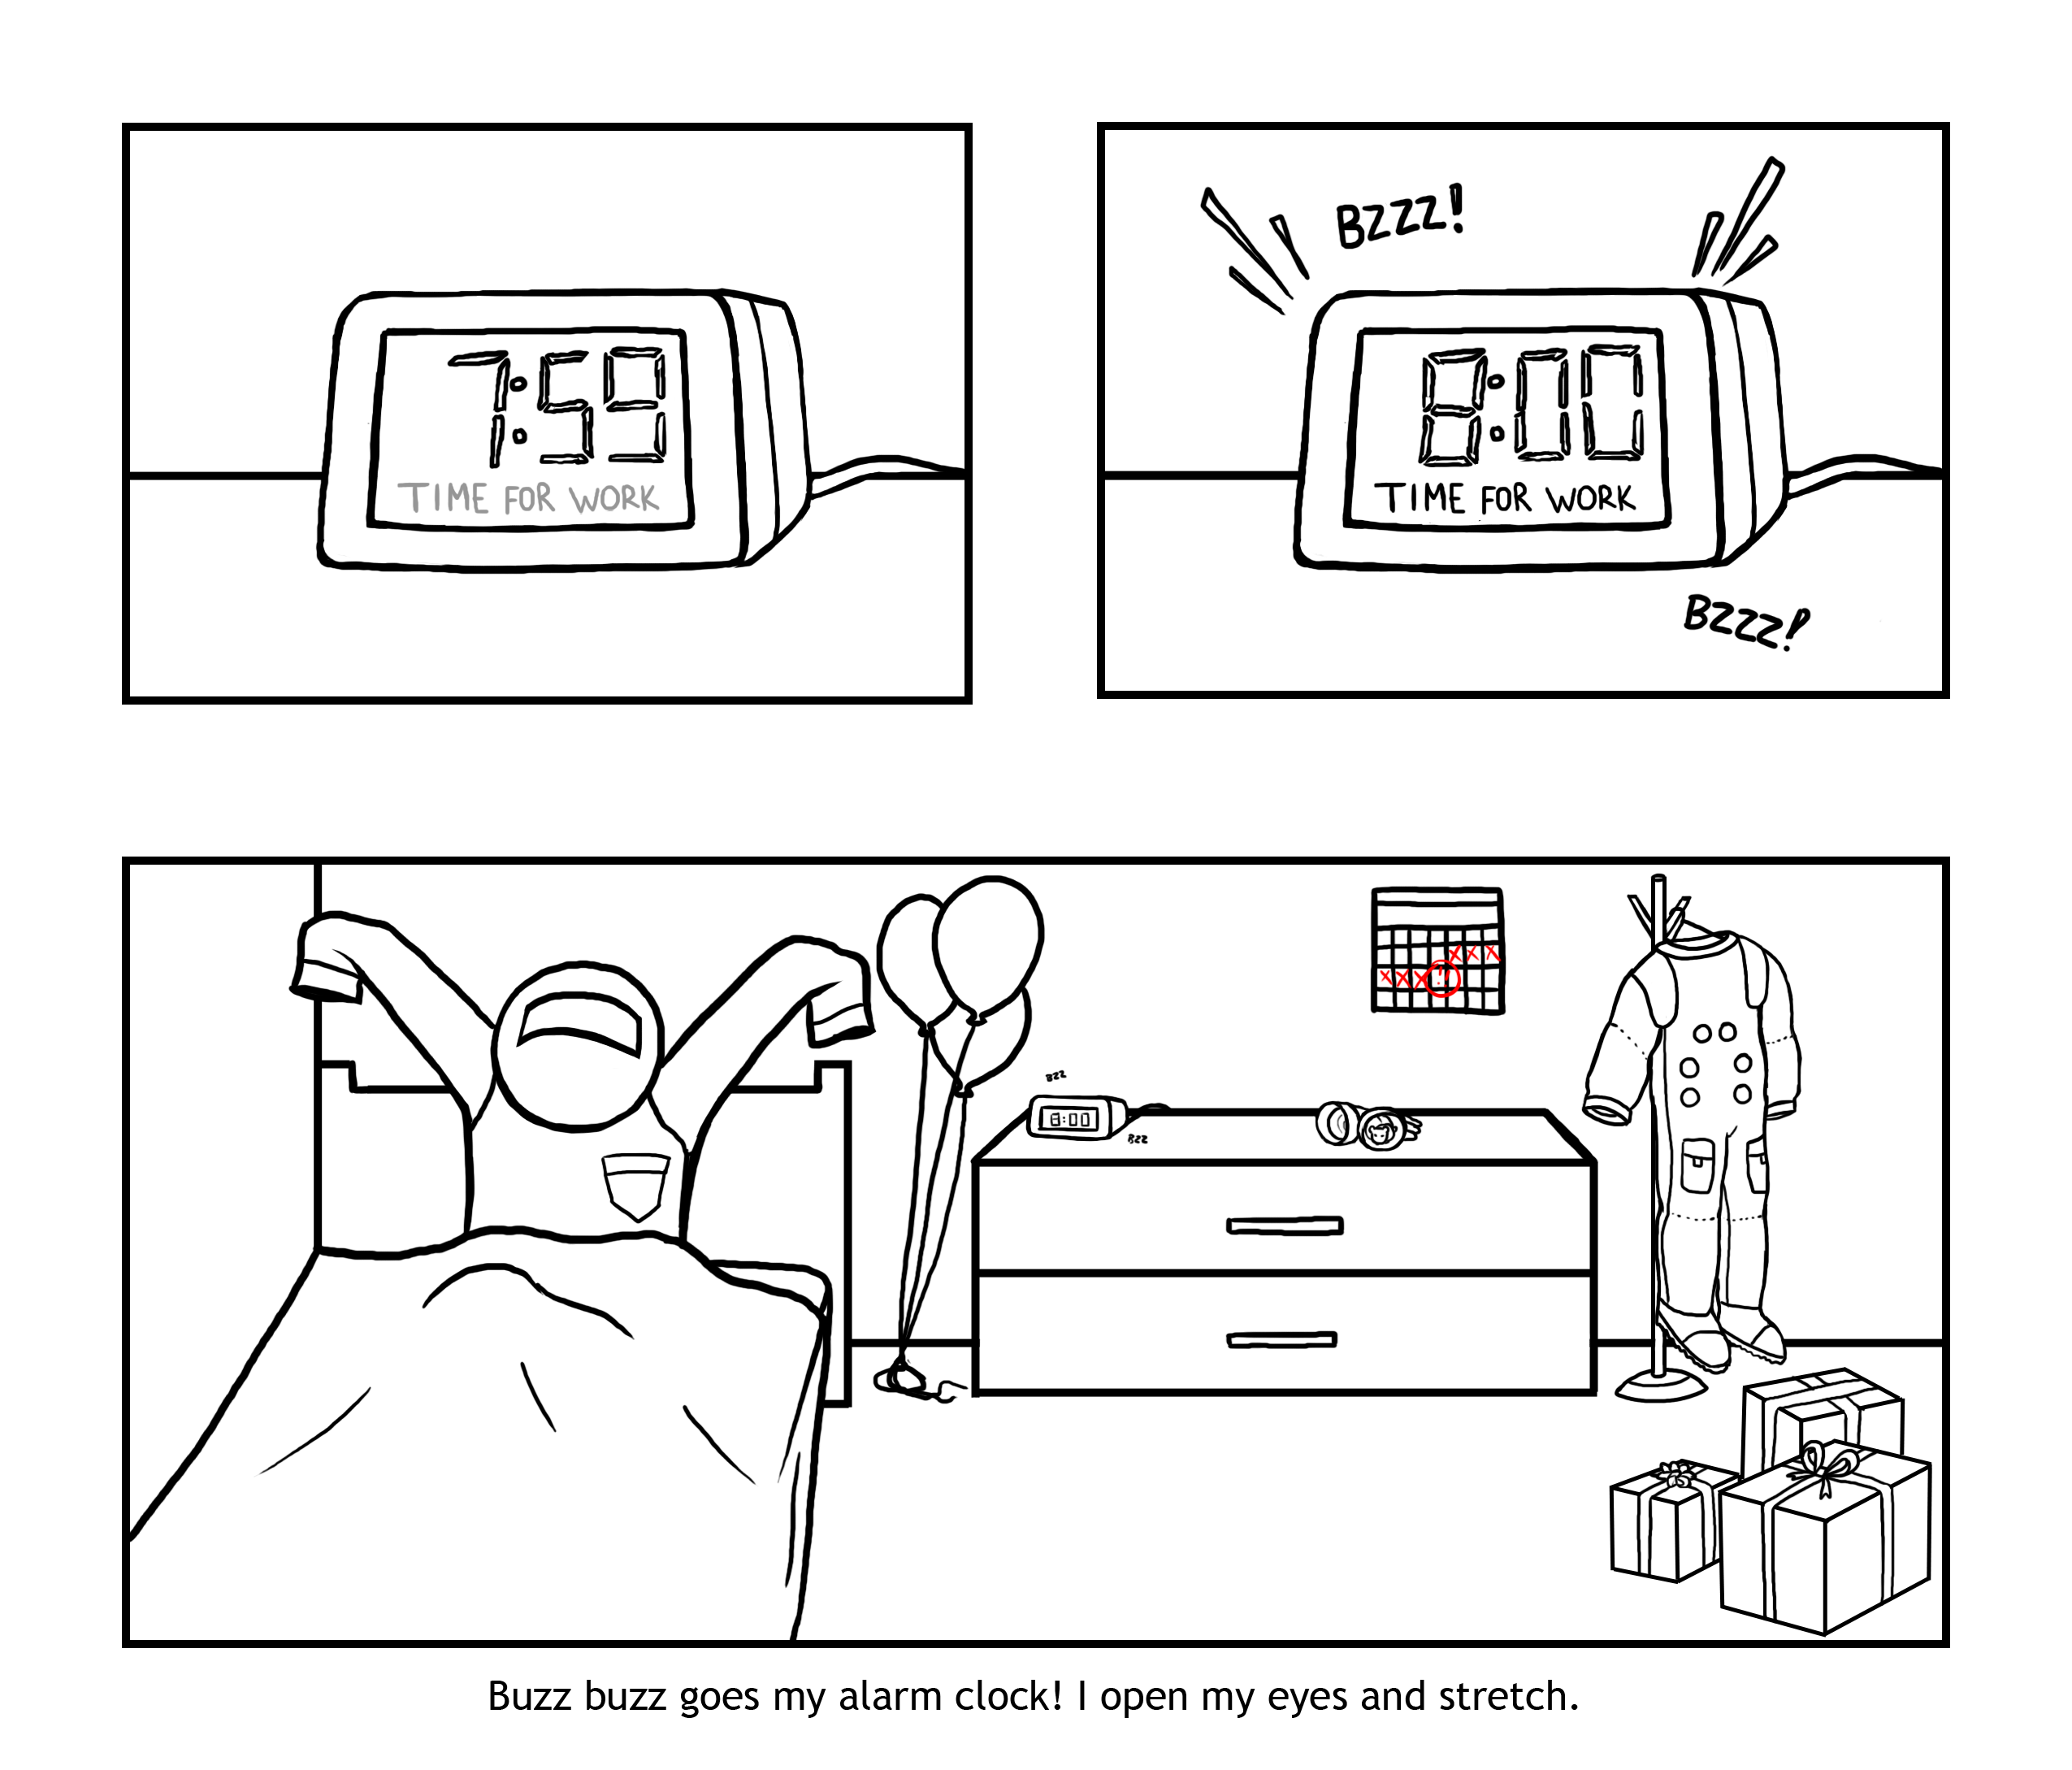 7:59
TIME FOR WORK
BZZZ!
8:00
TIME FOR WORK
BZZZ!
X X X
X X X !!
BZZ
8:00
BZZ
Buzz buzz goes my alarm clock! I open my eyes and stretch.